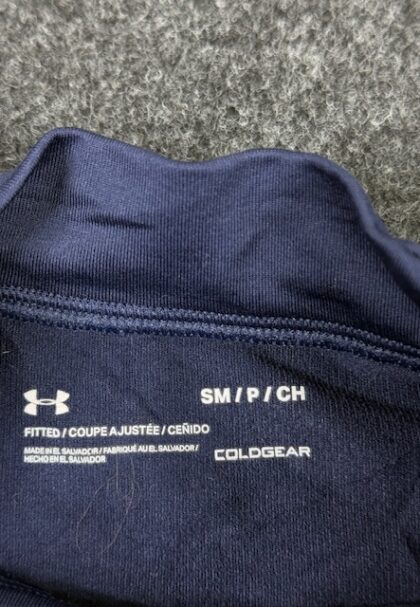 SM / P / CH
FITTED / COUPE AJUSTÉE / CEÑIDO
MADE IN EL SALVADOR / FABRIQUÉ AU EL SALVADOR /
HECHO EN EL SALVADOR
COLDGEAR